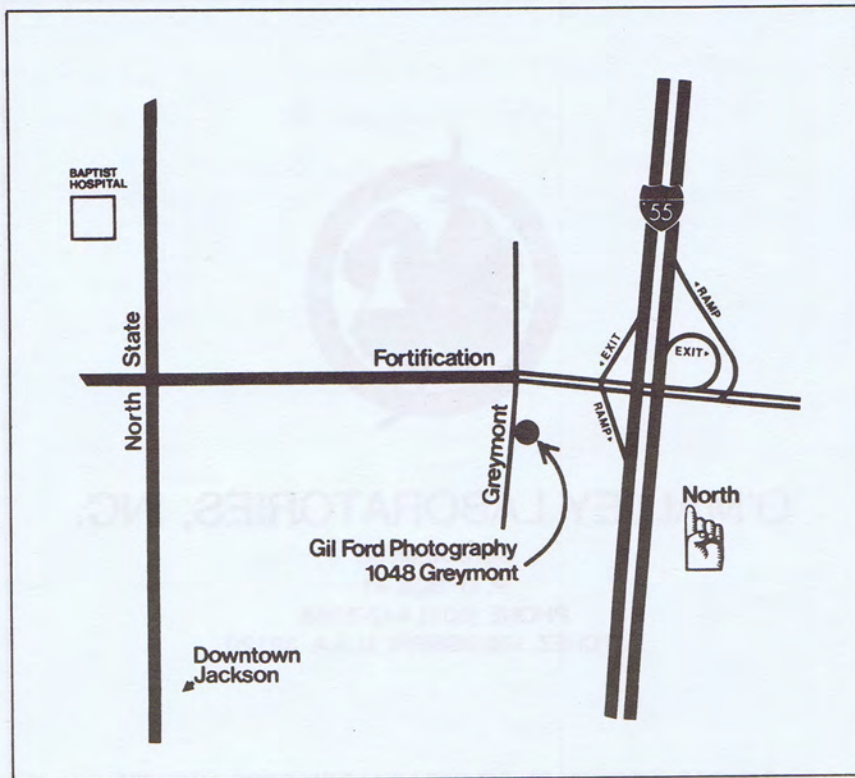 BAPTIST
HOSPITAL
55
North State
Fortification
Greymont
EXIT
RAMP
EXIT
RAMP
North
Gil Ford Photography
1048 Greymont
Downtown
Jackson